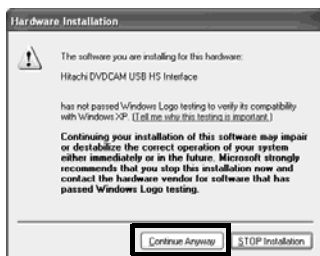 Hardware Installation
The software you are installing for this hardware:
Hitachi DVDCAM USB HS Interface
has not passed Windows Logo testing to verify its compatibility
with Windows XP. (Tell me why this testing is important.)
Continuing your installation of this software may impair
or destabilize the correct operation of your system
either immediately or in the future. Microsoft strongly
recommends that you stop this installation now and
contact the hardware vendor for software that has
passed Windows Logo testing.
Continue Anyway STOP Installation